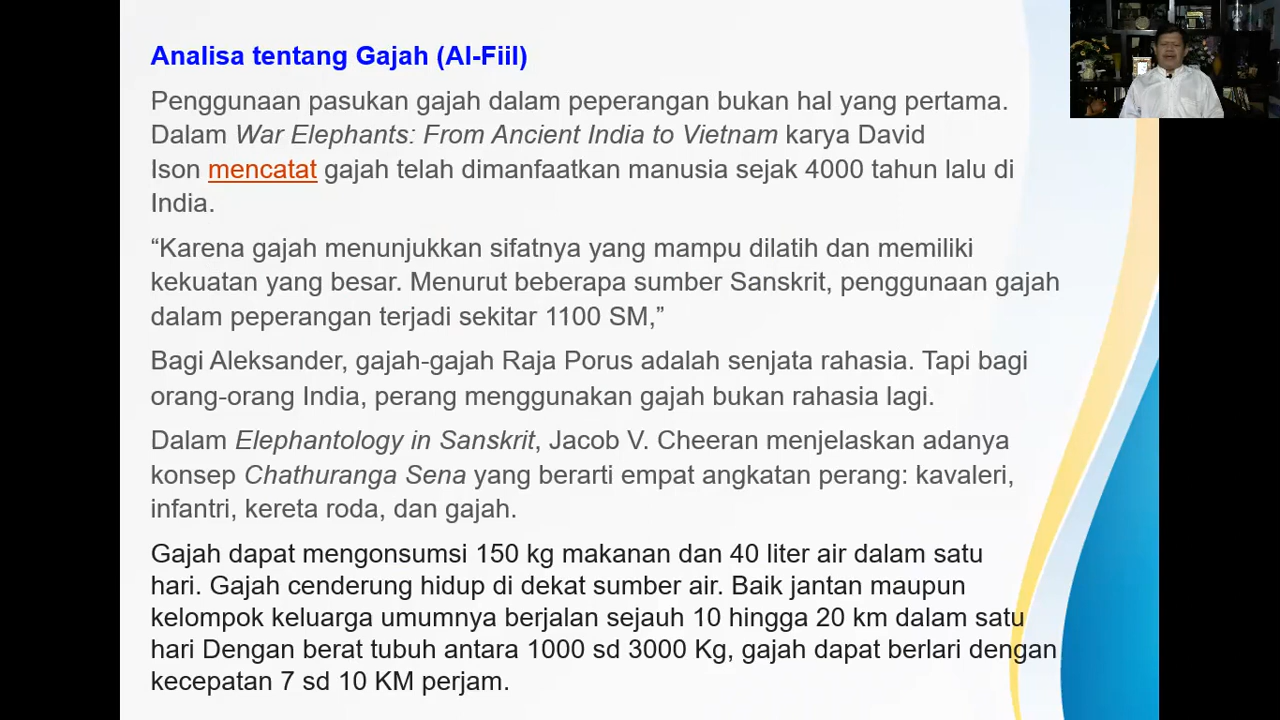 Analisa tentang Gajah (Al-Fiil)
Penggunaan pasukan gajah dalam peperangan bukan hal yang pertama.
Dalam War Elephants: From Ancient India to Vietnam karya David
Ison mencatat gajah telah dimanfaatkan manusia sejak 4000 tahun lalu di
India.
“Karena gajah menunjukkan sifatnya yang mampu dilatih dan memiliki
kekuatan yang besar. Menurut beberapa sumber Sanskrit, penggunaan gajah
dalam peperangan terjadi sekitar 1100 SM,”
Bagi Aleksander, gajah-gajah Raja Porus adalah senjata rahasia. Tapi bagi
orang-orang India, perang menggunakan gajah bukan rahasia lagi.
Dalam Elephantology in Sanskrit, Jacob V. Cheeran menjelaskan adanya
konsep Chathuranga Sena yang berarti empat angkatan perang: kavaleri,
infantri, kereta roda, dan gajah.
Gajah dapat mengonsumsi 150 kg makanan dan 40 liter air dalam satu
hari. Gajah cenderung hidup di dekat sumber air. Baik jantan maupun
kelompok keluarga umumnya berjalan sejauh 10 hingga 20 km dalam satu
hari Dengan berat tubuh antara 1000 sd 3000 Kg, gajah dapat berlari dengan
kecepatan 7 sd 10 KM perjam.